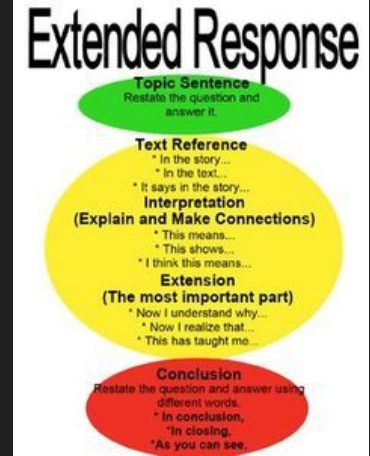 Extended Response
Topic Sentence
Restate the question and
answer it.
Text Reference
* In the story...
* In the text...
* It says in the story...
Interpretation
(Explain and Make Connections)
* This means...
* This shows...
* I think this means...
Extension
(The most important part)
* Now I understand why...
* Now I realize that...
* This has taught me...
Conclusion
Restate the question and answer using
different words.
* In conclusion,
*In closing,
*As you can see,